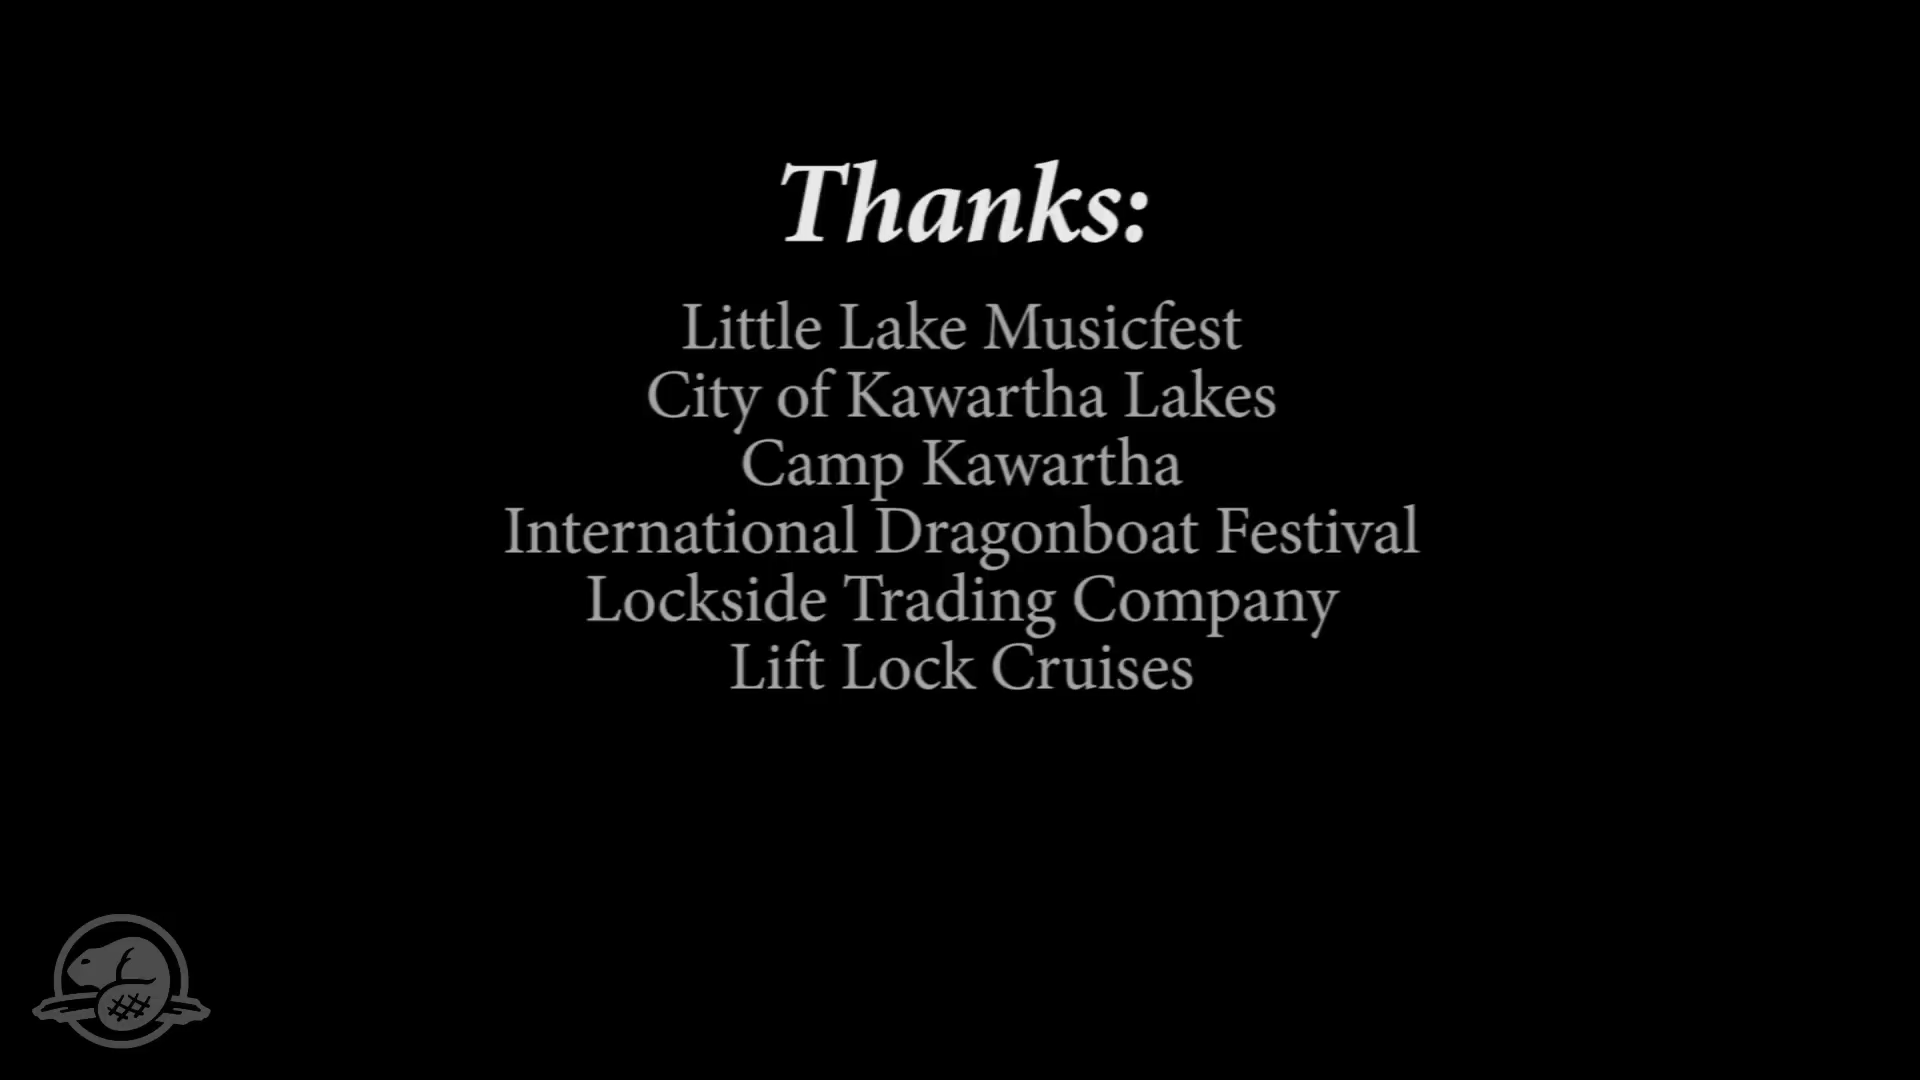 Thanks:
Little Lake Musicfest
City of Kawartha Lakes
Camp Kawartha
International Dragonboat Festival
Lockside Trading Company
Lift Lock Cruises